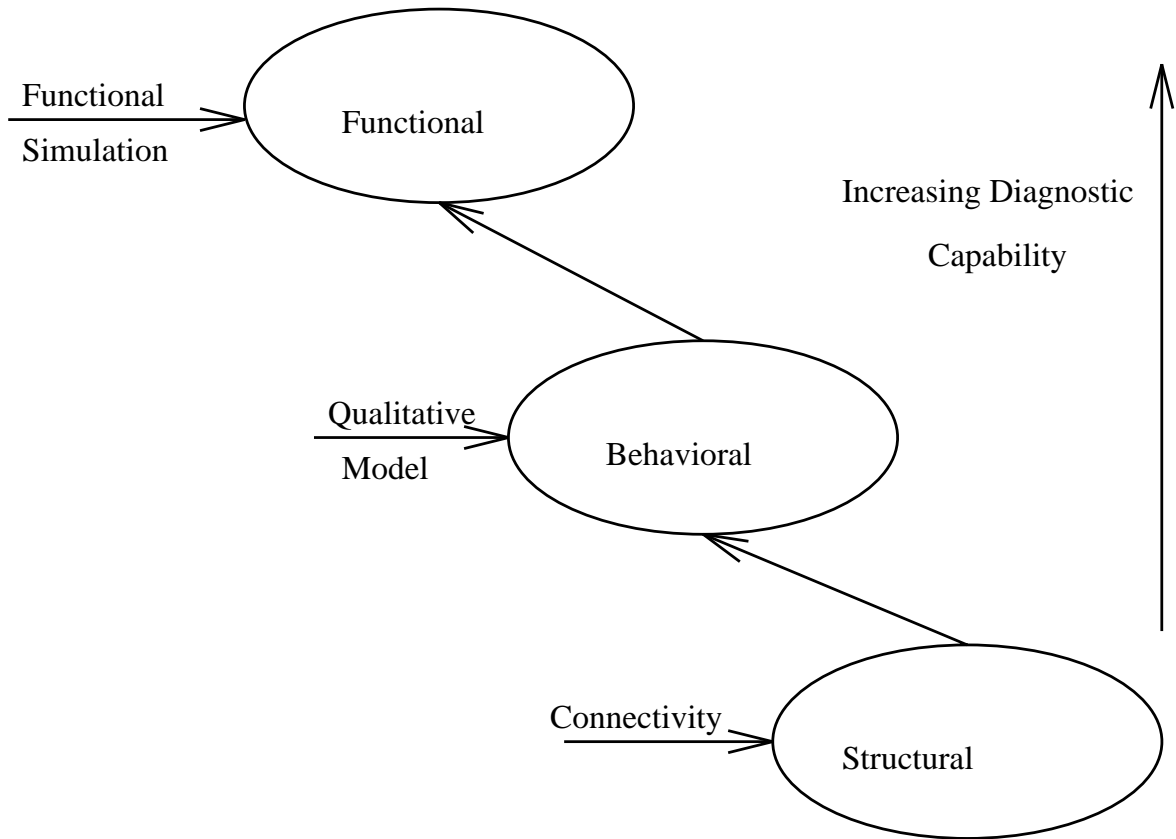 Functional
Simulation
Functional
Increasing Diagnostic
Capability
Qualitative
Model
Behavioral
Connectivity
Structural